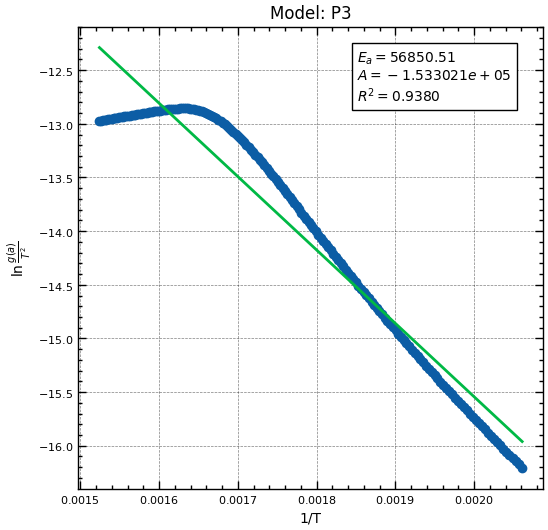 Model: P3
E_a = 56850.51
A = −1.533021e + 05
R² = 0.9380
−12.5
−13.0
−13.5
−14.0
−14.5
−15.0
−15.5
−16.0
ln g(a)/T²
0.0015 0.0016 0.0017 0.0018 0.0019 0.0020
1/T